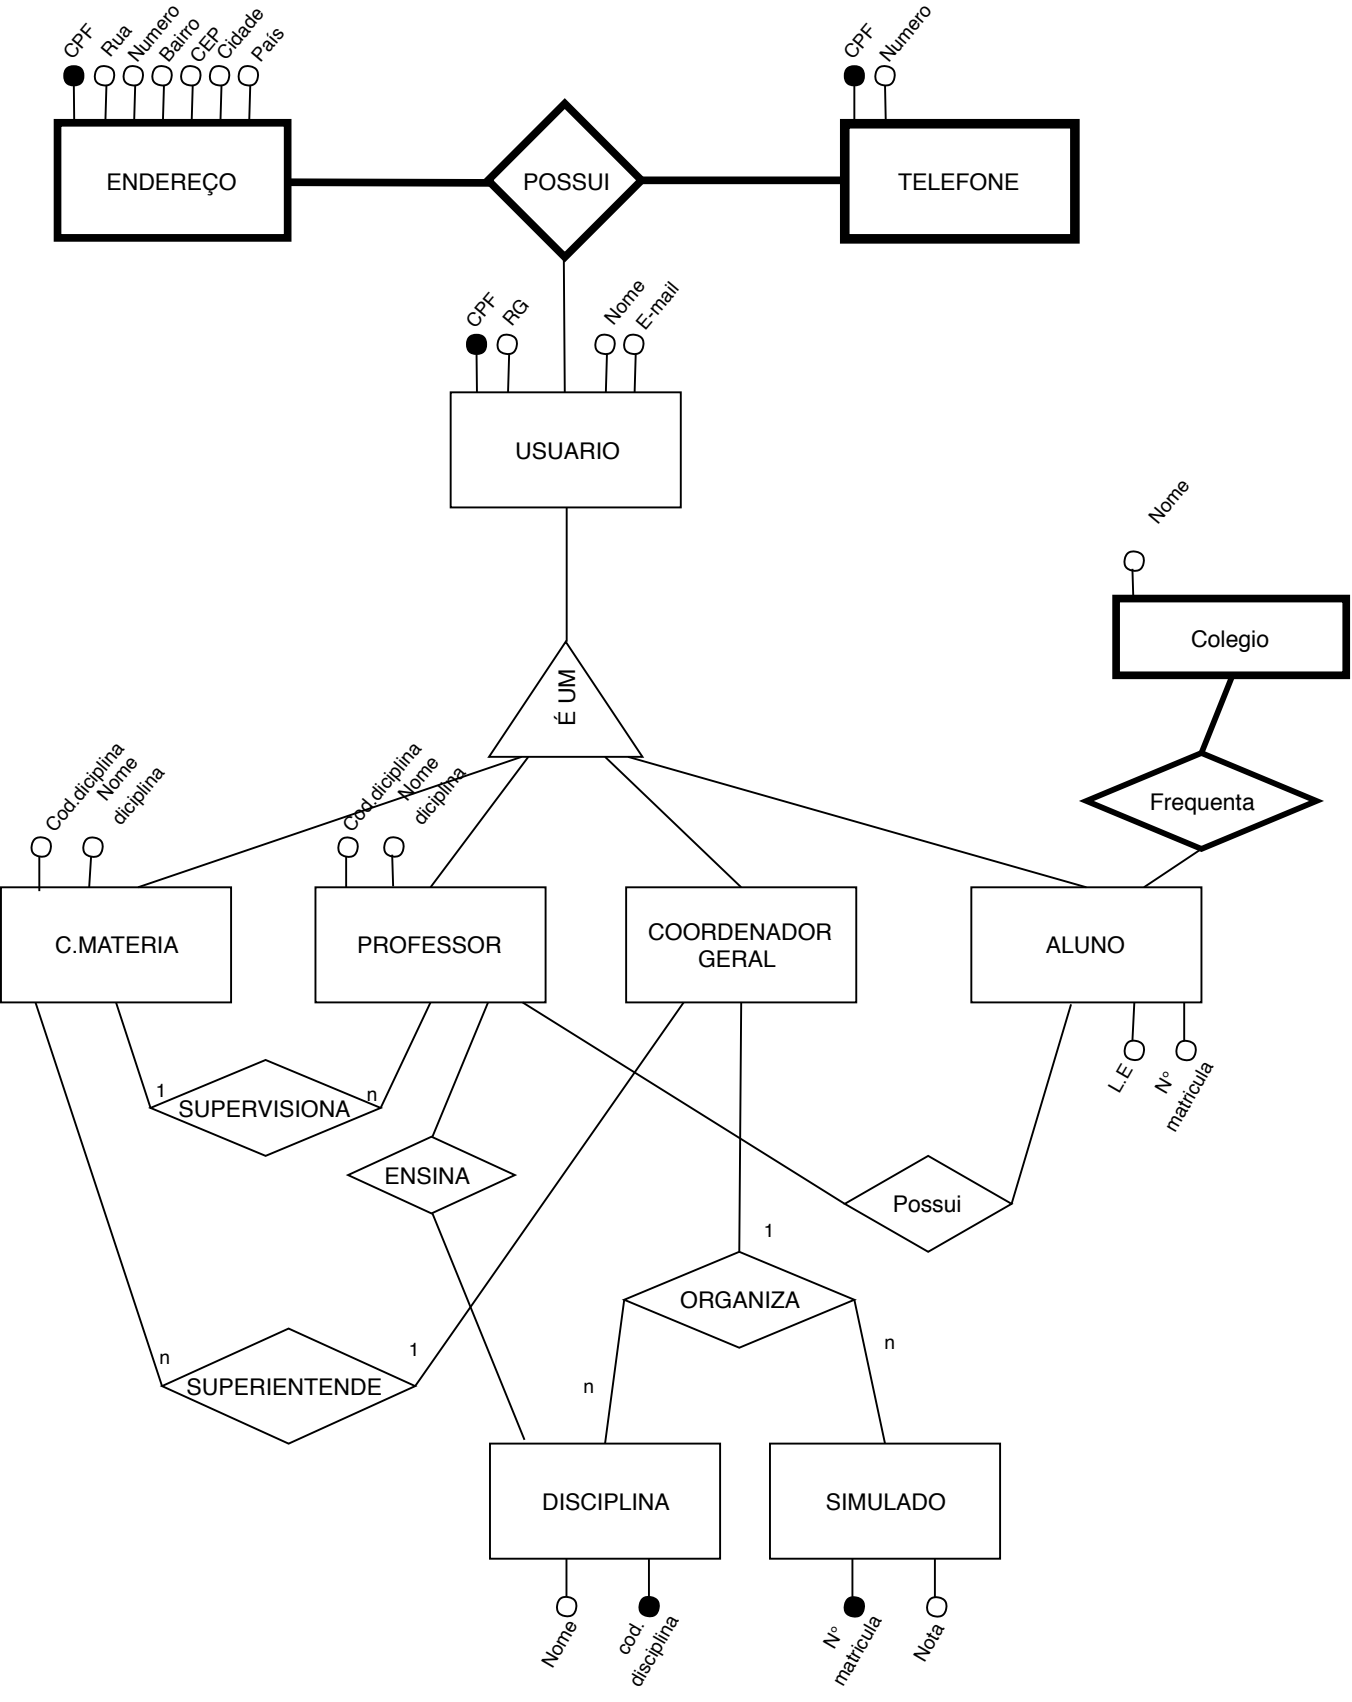 CPF
Rua
Numero
Bairro
CEP
Cidade
País
CPF
Numero
ENDEREÇO
POSSUI
TELEFONE
CPF
RG
Nome
E-mail
USUARIO
Nome
Colegio
É UM
Frequenta
Cod.diciplina
Nome
diciplina
Cod.diciplina
Nome
diciplina
C.MATERIA
PROFESSOR
COORDENADOR
GERAL
ALUNO
L.E
N°
matricula
1
SUPERVISIONA
n
ENSINA
Possui
1
ORGANIZA
n
n
n
SUPERIENTENDE
1
DISCIPLINA
SIMULADO
Nome
cod.
disciplina
N°
matricula
Nota